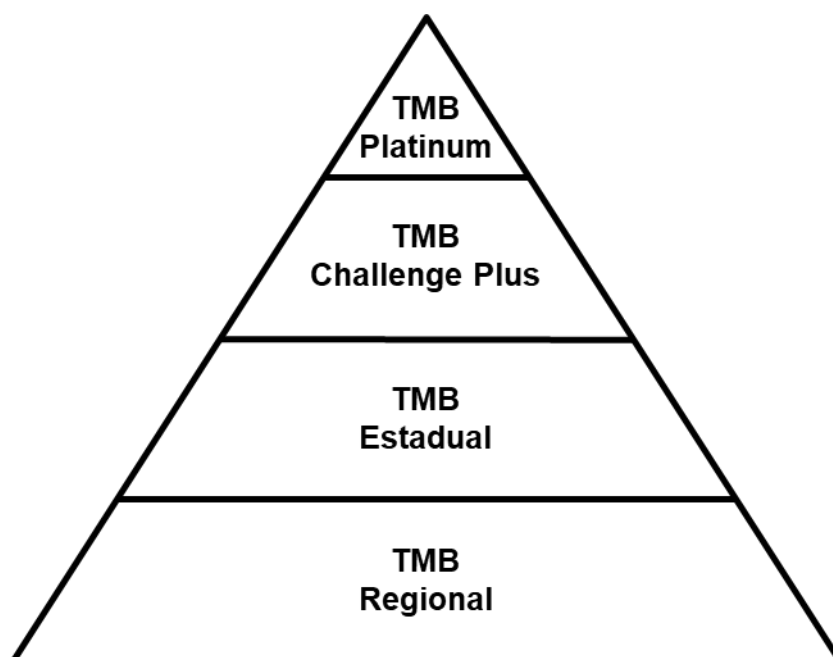 TMB
Platinum
TMB
Challenge Plus
TMB
Estadual
TMB
Regional